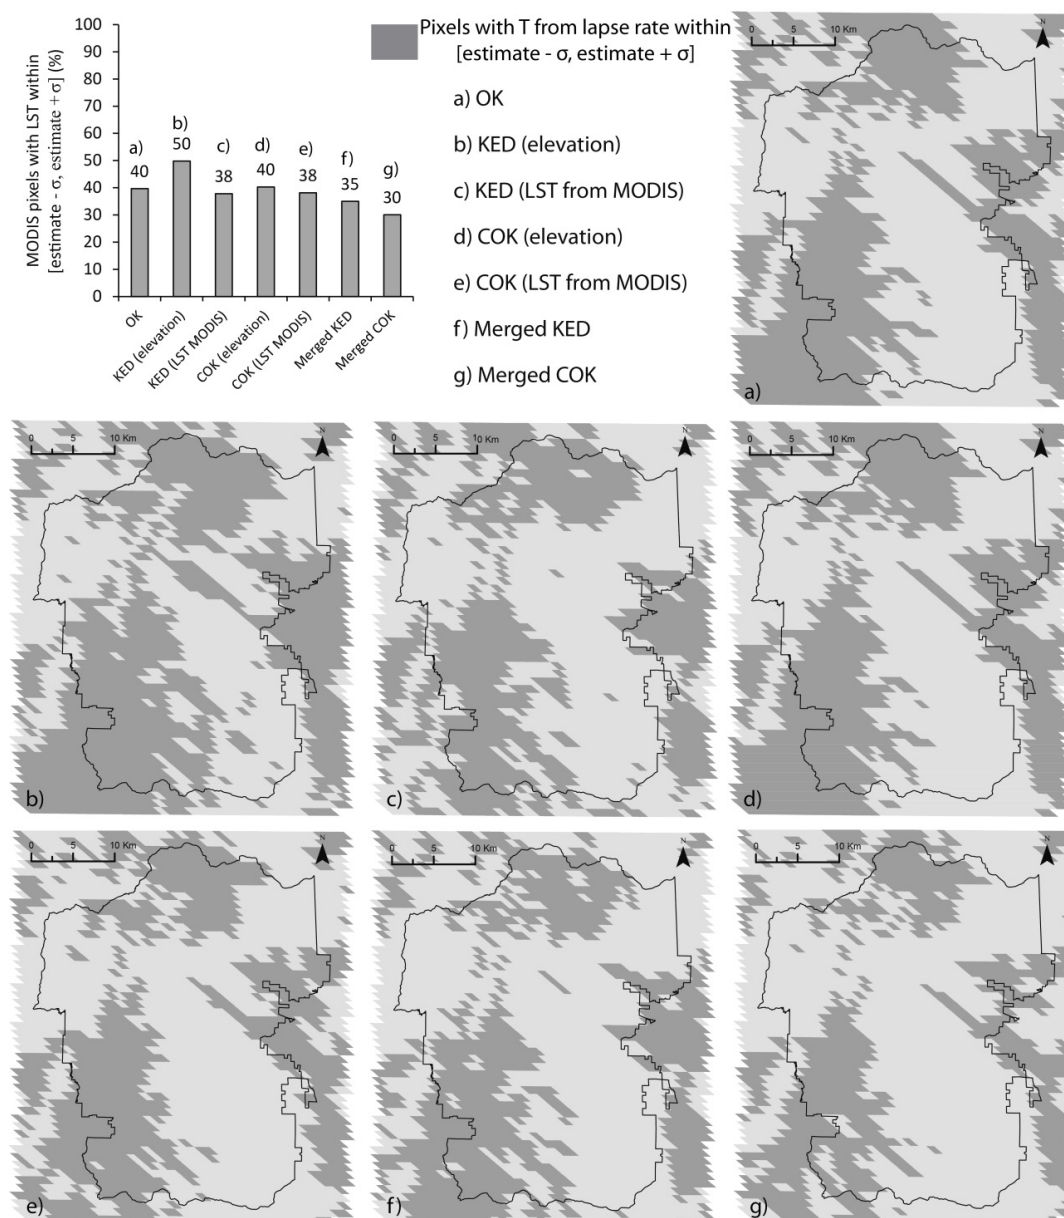 MODIS pixels with LST within
[estimate - σ, estimate + σ] (%)
100
90
80
70
60
50
40
30
20
10
0
a)
40
b)
50
c)
38
d)
40
e)
38
f)
35
g)
30
OK
KED (elevation)
KED (LST MODIS)
COK (elevation)
COK (LST MODIS)
Merged KED
Merged COK
Pixels with T from lapse rate within
[estimate - σ, estimate + σ]
a) OK
b) KED (elevation)
c) KED (LST from MODIS)
d) COK (elevation)
e) COK (LST from MODIS)
f) Merged KED
g) Merged COK
0 5 10 Km
N
a)
0 5 10 Km
N
b)
0 5 10 Km
N
c)
0 5 10 Km
N
d)
0 5 10 Km
N
e)
0 5 10 Km
N
f)
0 5 10 Km
N
g)